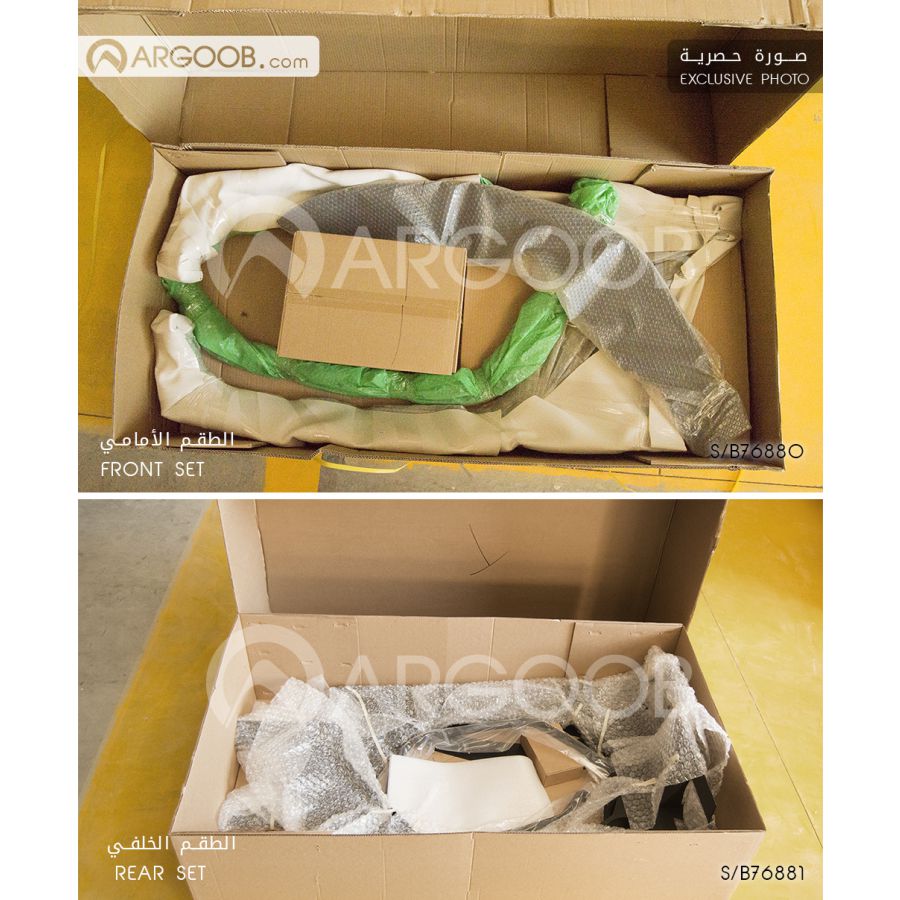 ARGOOB.com
صورة حصرية
EXCLUSIVE PHOTO
ARGOOB
الطقم الأمامي
FRONT SET
S/B76880
ARGOOB
الطقم الخلفي
REAR SET
S/B76881